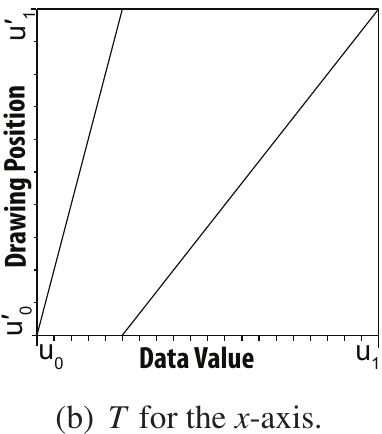 u′₁
Drawing Position
u′₀
u₀
Data Value
u₁
(b) T for the x-axis.